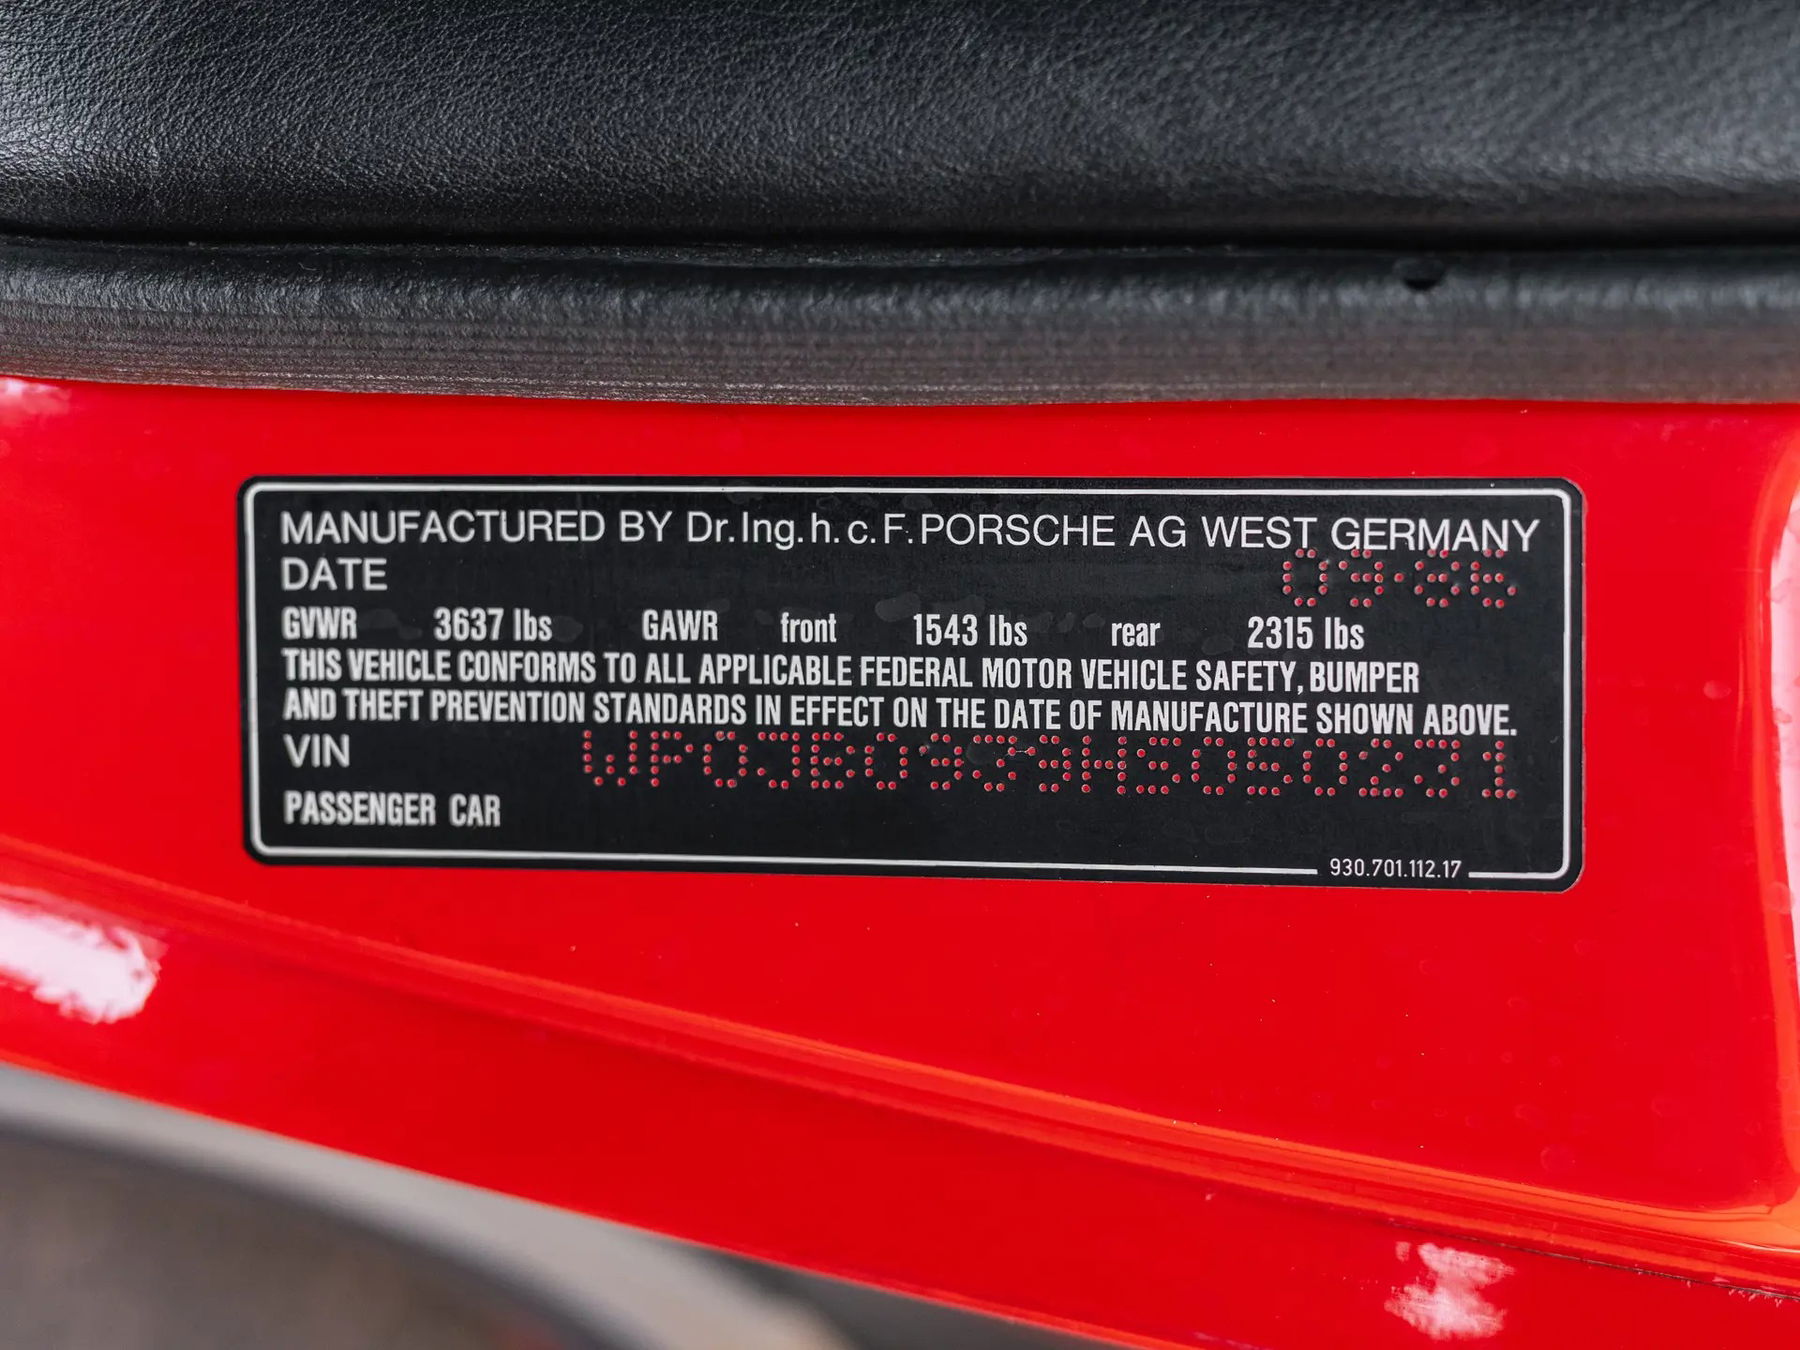 MANUFACTURED BY Dr.Ing.h.c.F.PORSCHE AG WEST GERMANY
DATE 09·86
GVWR 3637 lbs GAWR front 1543 lbs rear 2315 lbs
THIS VEHICLE CONFORMS TO ALL APPLICABLE FEDERAL MOTOR VEHICLE SAFETY, BUMPER
AND THEFT PREVENTION STANDARDS IN EFFECT ON THE DATE OF MANUFACTURE SHOWN ABOVE.
VIN WP0JB0939HS050231
PASSENGER CAR
930.701.112.17